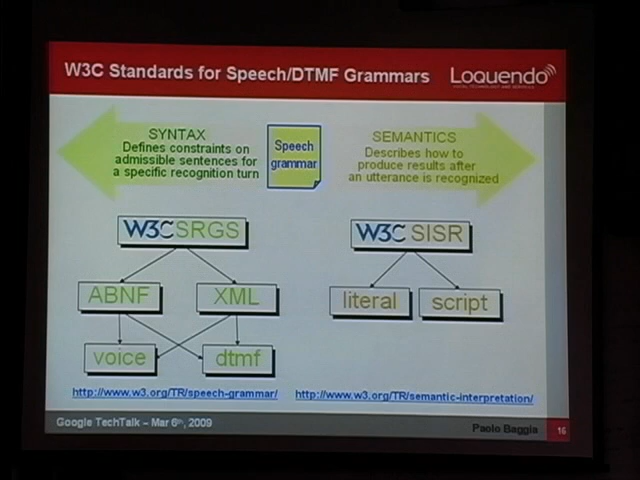 W3C Standards for Speech/DTMF Grammars
Loquendo
SYNTAX
Defines constraints on
admissible sentences for
a specific recognition turn
Speech
grammar
SEMANTICS
Describes how to
produce results after
an utterance is recognized
W3C SRGS
W3C SISR
ABNF
XML
literal
script
voice
dtmf
http://www.w3.org/TR/speech-grammar/
http://www.w3.org/TR/semantic-interpretation/
Google TechTalk – Mar 6th, 2009
Paolo Baggia
16